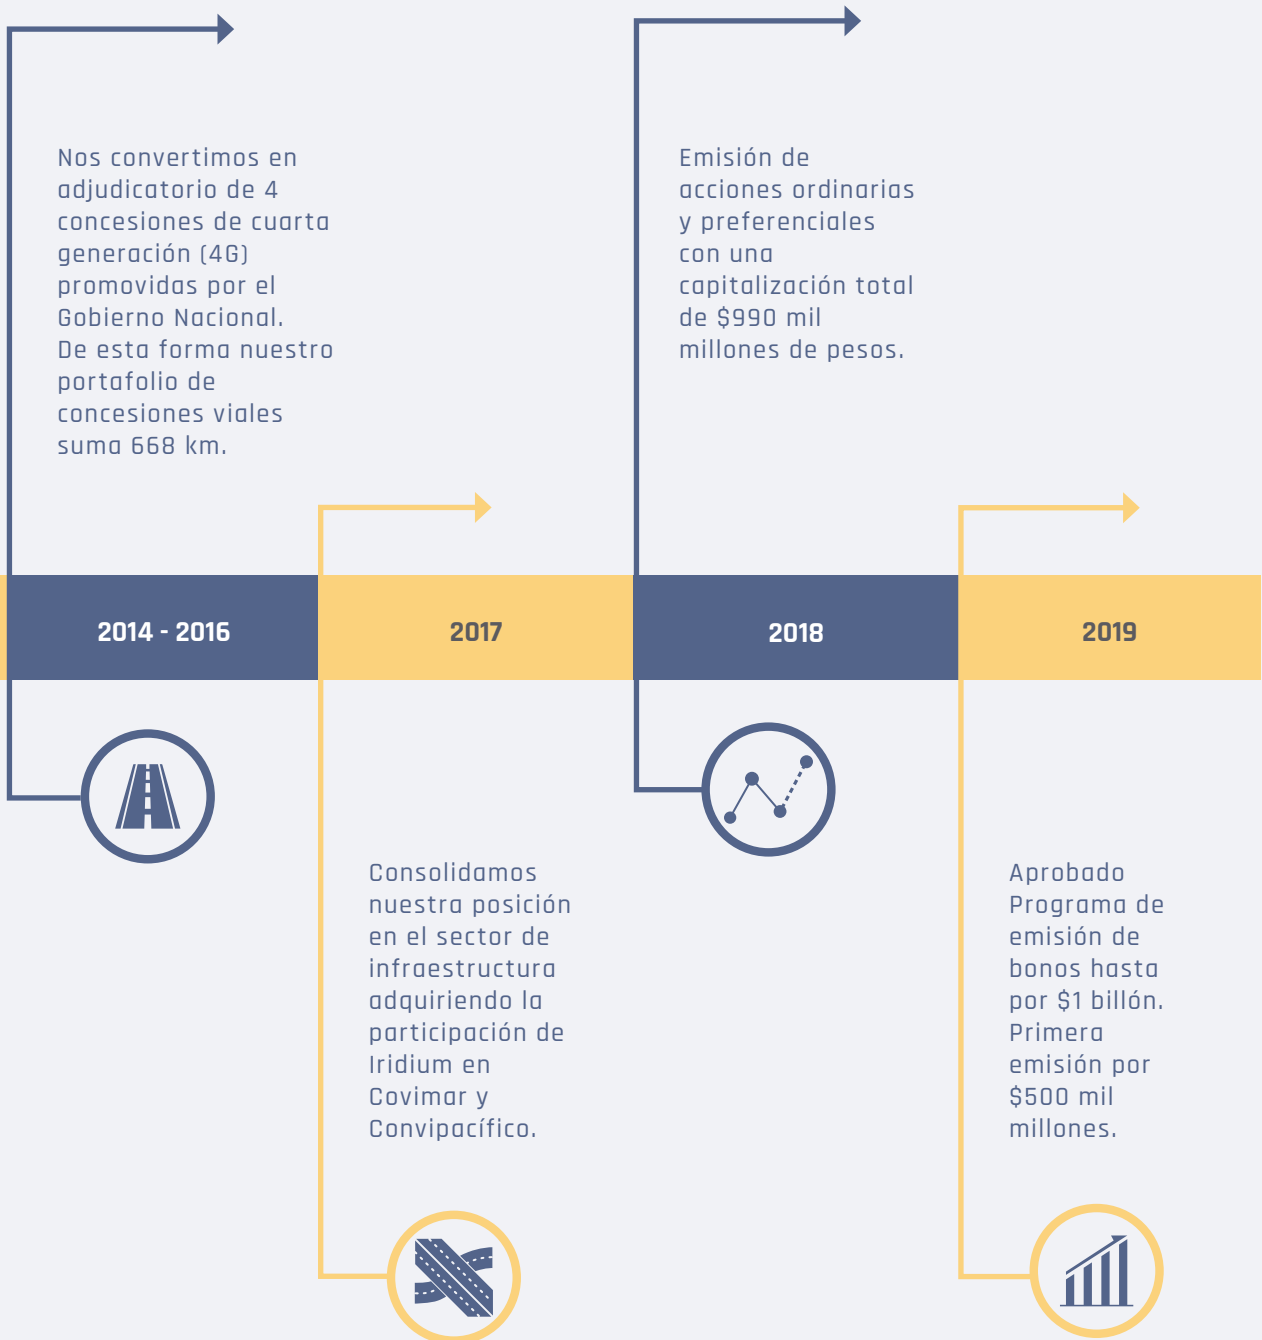 Nos convertimos en
adjudicatorio de 4
concesiones de cuarta
generación (4G)
promovidas por el
Gobierno Nacional.
De esta forma nuestro
portafolio de
concesiones viales
suma 668 km.
Emisión de
acciones ordinarias
y preferenciales
con una
capitalización total
de $990 mil
millones de pesos.
2014 - 2016
2017
2018
2019
Consolidamos
nuestra posición
en el sector de
infraestructura
adquiriendo la
participación de
Iridium en
Covimar y
Convipacífico.
Aprobado
Programa de
emisión de
bonos hasta
por $1 billón.
Primera
emisión por
$500 mil
millones.